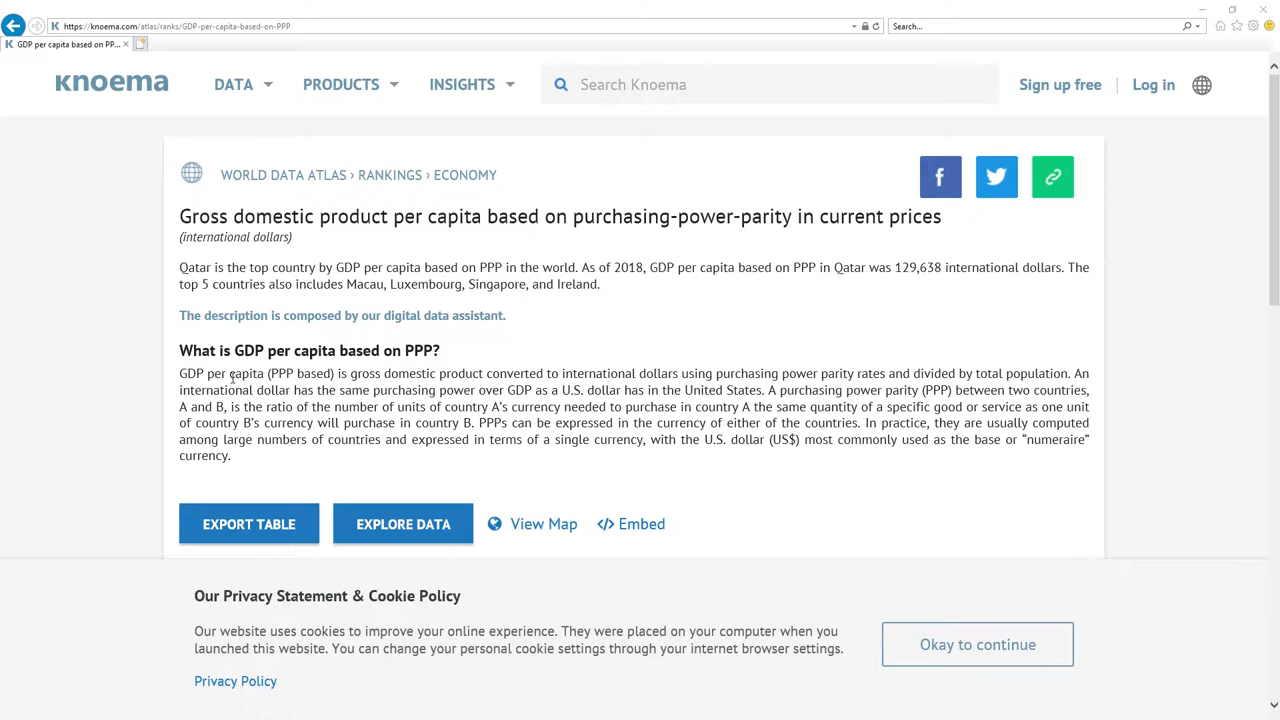 https://knoema.com/atlas/ranks/GDP-per-capita-based-on-PPP
Search...
GDP per capita based on PP...
knoema
DATA
PRODUCTS
INSIGHTS
Search Knoema
Sign up free
Log in
WORLD DATA ATLAS › RANKINGS › ECONOMY
Gross domestic product per capita based on purchasing-power-parity in current prices
(international dollars)
Qatar is the top country by GDP per capita based on PPP in the world. As of 2018, GDP per capita based on PPP in Qatar was 129,638 international dollars. The
top 5 countries also includes Macau, Luxembourg, Singapore, and Ireland.
The description is composed by our digital data assistant.
What is GDP per capita based on PPP?
GDP per capita (PPP based) is gross domestic product converted to international dollars using purchasing power parity rates and divided by total population. An
international dollar has the same purchasing power over GDP as a U.S. dollar has in the United States. A purchasing power parity (PPP) between two countries,
A and B, is the ratio of the number of units of country A’s currency needed to purchase in country A the same quantity of a specific good or service as one unit
of country B’s currency will purchase in country B. PPPs can be expressed in the currency of either of the countries. In practice, they are usually computed
among large numbers of countries and expressed in terms of a single currency, with the U.S. dollar (US$) most commonly used as the base or “numeraire”
currency.
EXPORT TABLE
EXPLORE DATA
View Map
Embed
Our Privacy Statement & Cookie Policy
Our website uses cookies to improve your online experience. They were placed on your computer when you
launched this website. You can change your personal cookie settings through your internet browser settings.
Okay to continue
Privacy Policy